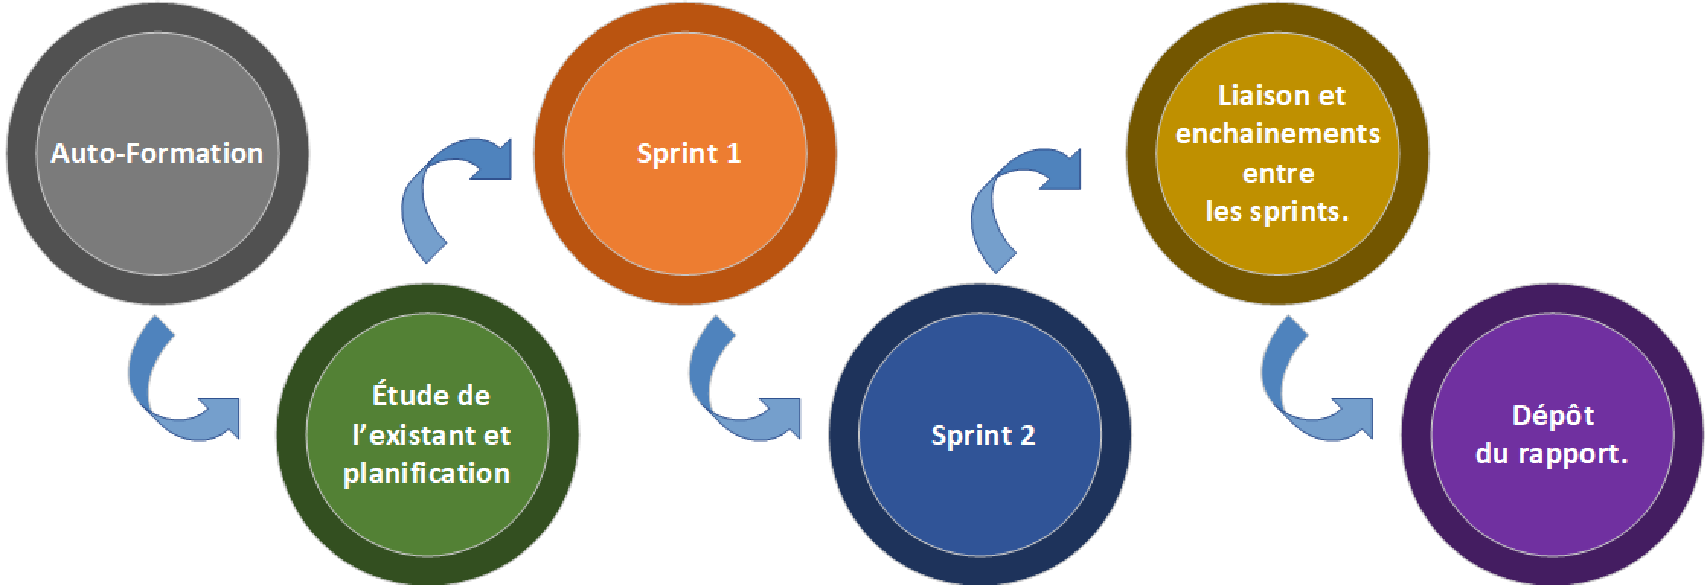 Auto-Formation
Étude de
l’existant et
planification
Sprint 1
Sprint 2
Liaison et
enchainements
entre
les sprints.
Dépôt
du rapport.